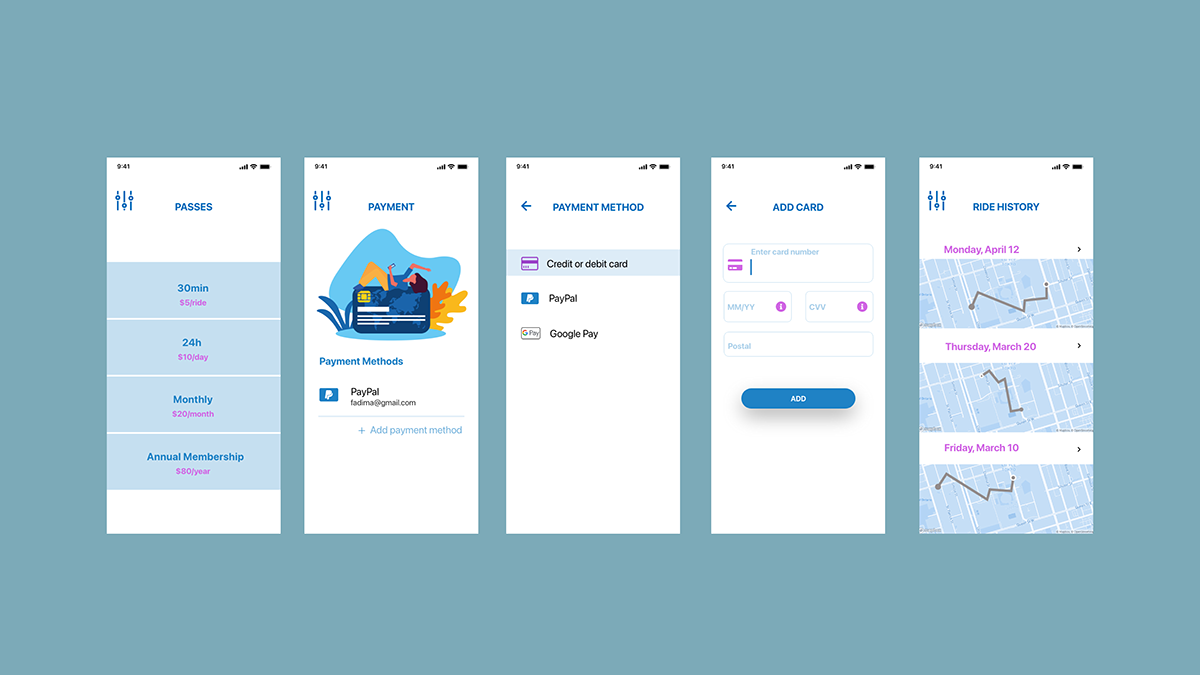 9:41
PASSES
30min
$5/ride
24h
$10/day
Monthly
$20/month
Annual Membership
$80/year
9:41
PAYMENT
Payment Methods
PayPal
fadima@gmail.com
+ Add payment method
9:41
PAYMENT METHOD
Credit or debit card
PayPal
G Pay
Google Pay
9:41
ADD CARD
Enter card number
MM/YY
CVV
Postal
ADD
9:41
RIDE HISTORY
Monday, April 12
Thursday, March 20
Friday, March 10